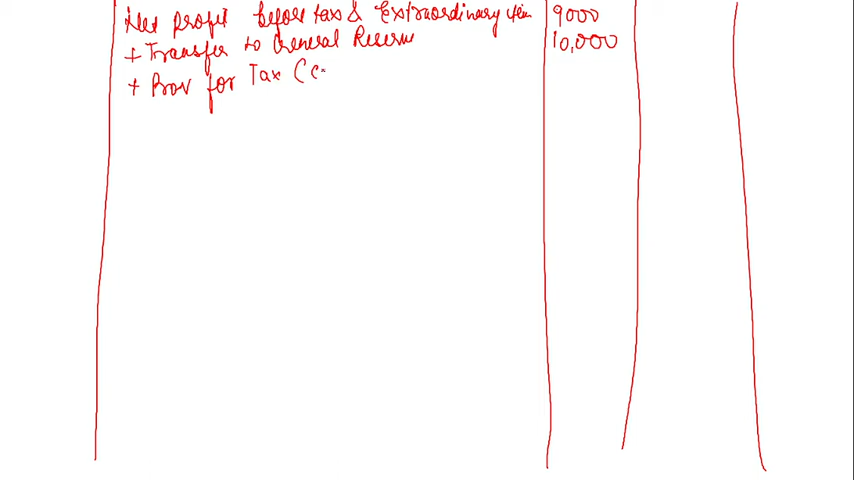 Net profit before tax & Extraordinary item 9000
+ Transfer to General Reserve 10,000
+ Prov for Tax (c